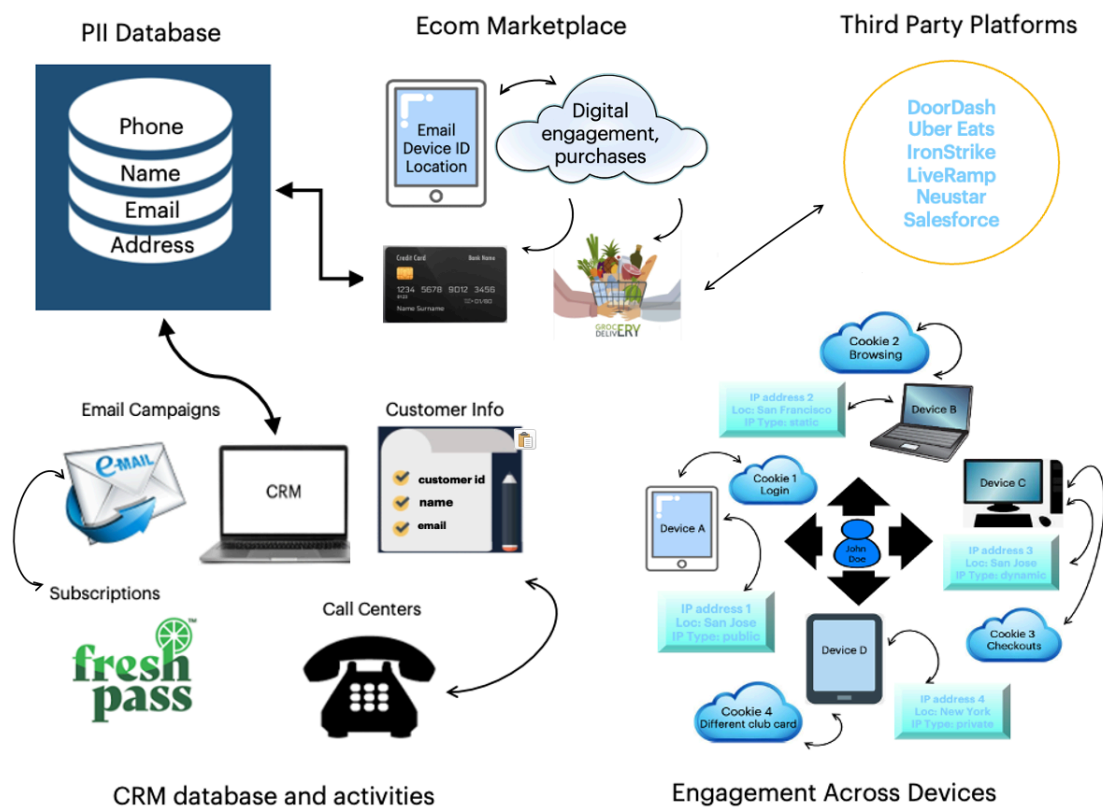 PII Database
Phone
Name
Email
Address
Ecom Marketplace
Email
Device ID
Location
Digital
engagement,
purchases
Credit Card
Bank Name
1234 5678 9012 3456
0123
01/80
Name Surname
GROCERY
DELIVERY
Third Party Platforms
DoorDash
Uber Eats
IronStrike
LiveRamp
Neustar
Salesforce
Email Campaigns
e-MAIL
CRM
Customer Info
customer id
name
email
Subscriptions
fresh
pass™
Call Centers
CRM database and activities
Cookie 2
Browsing
IP address 2
Loc: San Francisco
IP Type: static
Device B
Cookie 1
Login
Device A
IP address 1
Loc: San Jose
IP Type: public
John
Doe
Device C
IP address 3
Loc: San Jose
IP Type: dynamic
Cookie 3
Checkouts
Device D
Cookie 4
Different club card
IP address 4
Loc: New York
IP Type: private
Engagement Across Devices